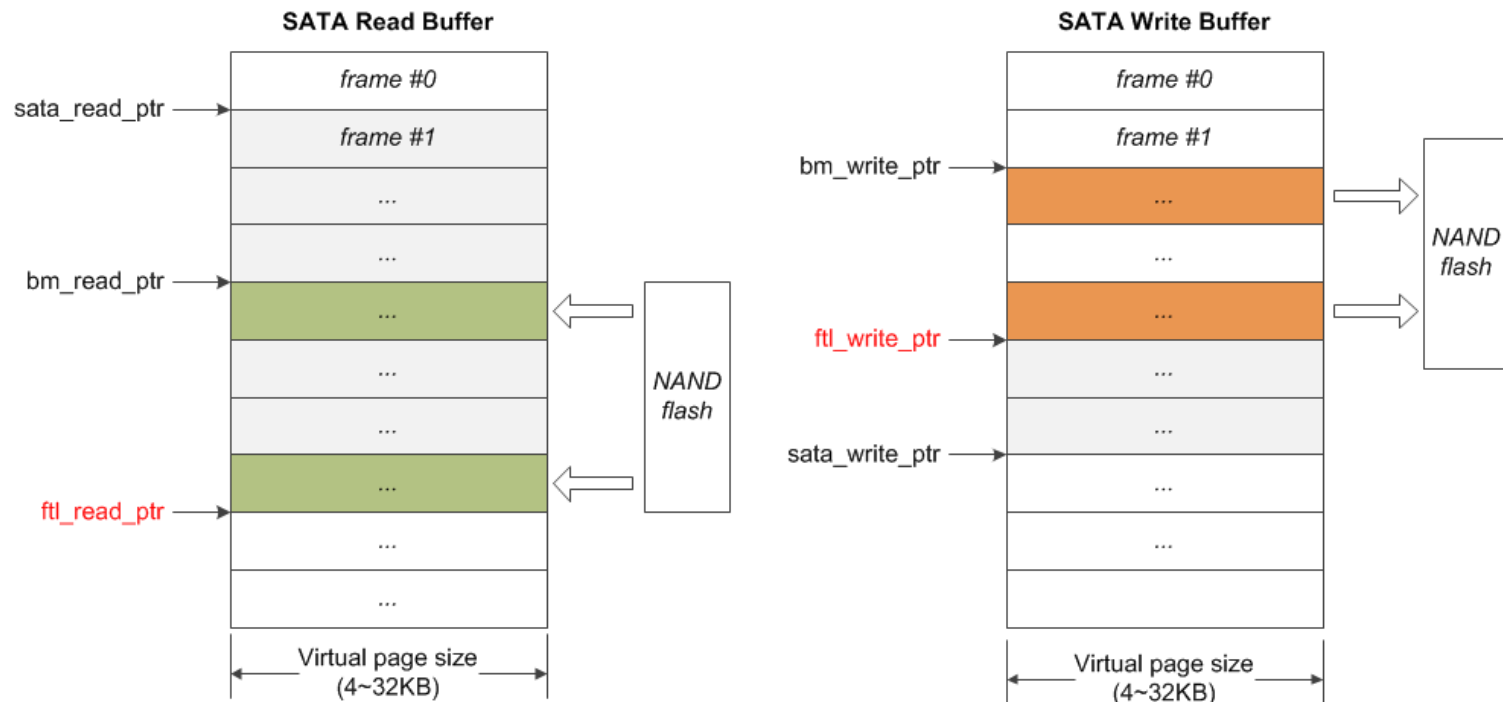 SATA Read Buffer
frame #0
sata_read_ptr
frame #1
...
...
bm_read_ptr
...
...
...
...
ftl_read_ptr
...
...
NAND
flash
Virtual page size
(4~32KB)
SATA Write Buffer
frame #0
frame #1
bm_write_ptr
...
...
...
ftl_write_ptr
...
...
sata_write_ptr
...
...
NAND
flash
Virtual page size
(4~32KB)